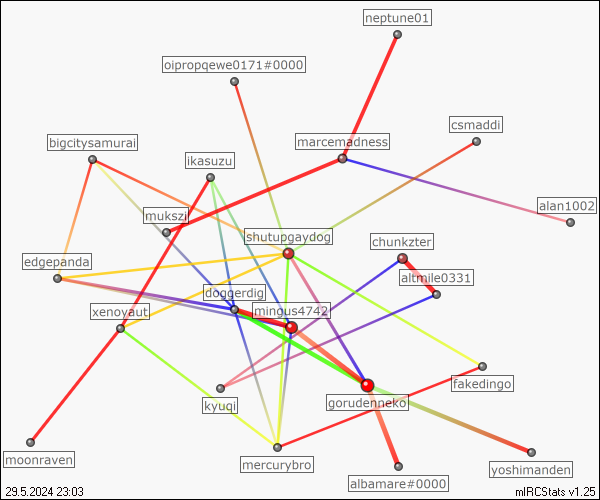 neptune01
oipropqewe0171#0000
csmaddi
bigcitysamurai
marcemadness
ikasuzu
alan1002
mukszi
shutupgaydog
chunkzter
edgepanda
altmile0331
doggerdig
mingus4742
xenoyaut
fakedingo
kyuqi
gorudenneko
moonraven
mercurybro
yoshimanden
albamare#0000
29.5.2024 23:03
mIRCStats v1.25